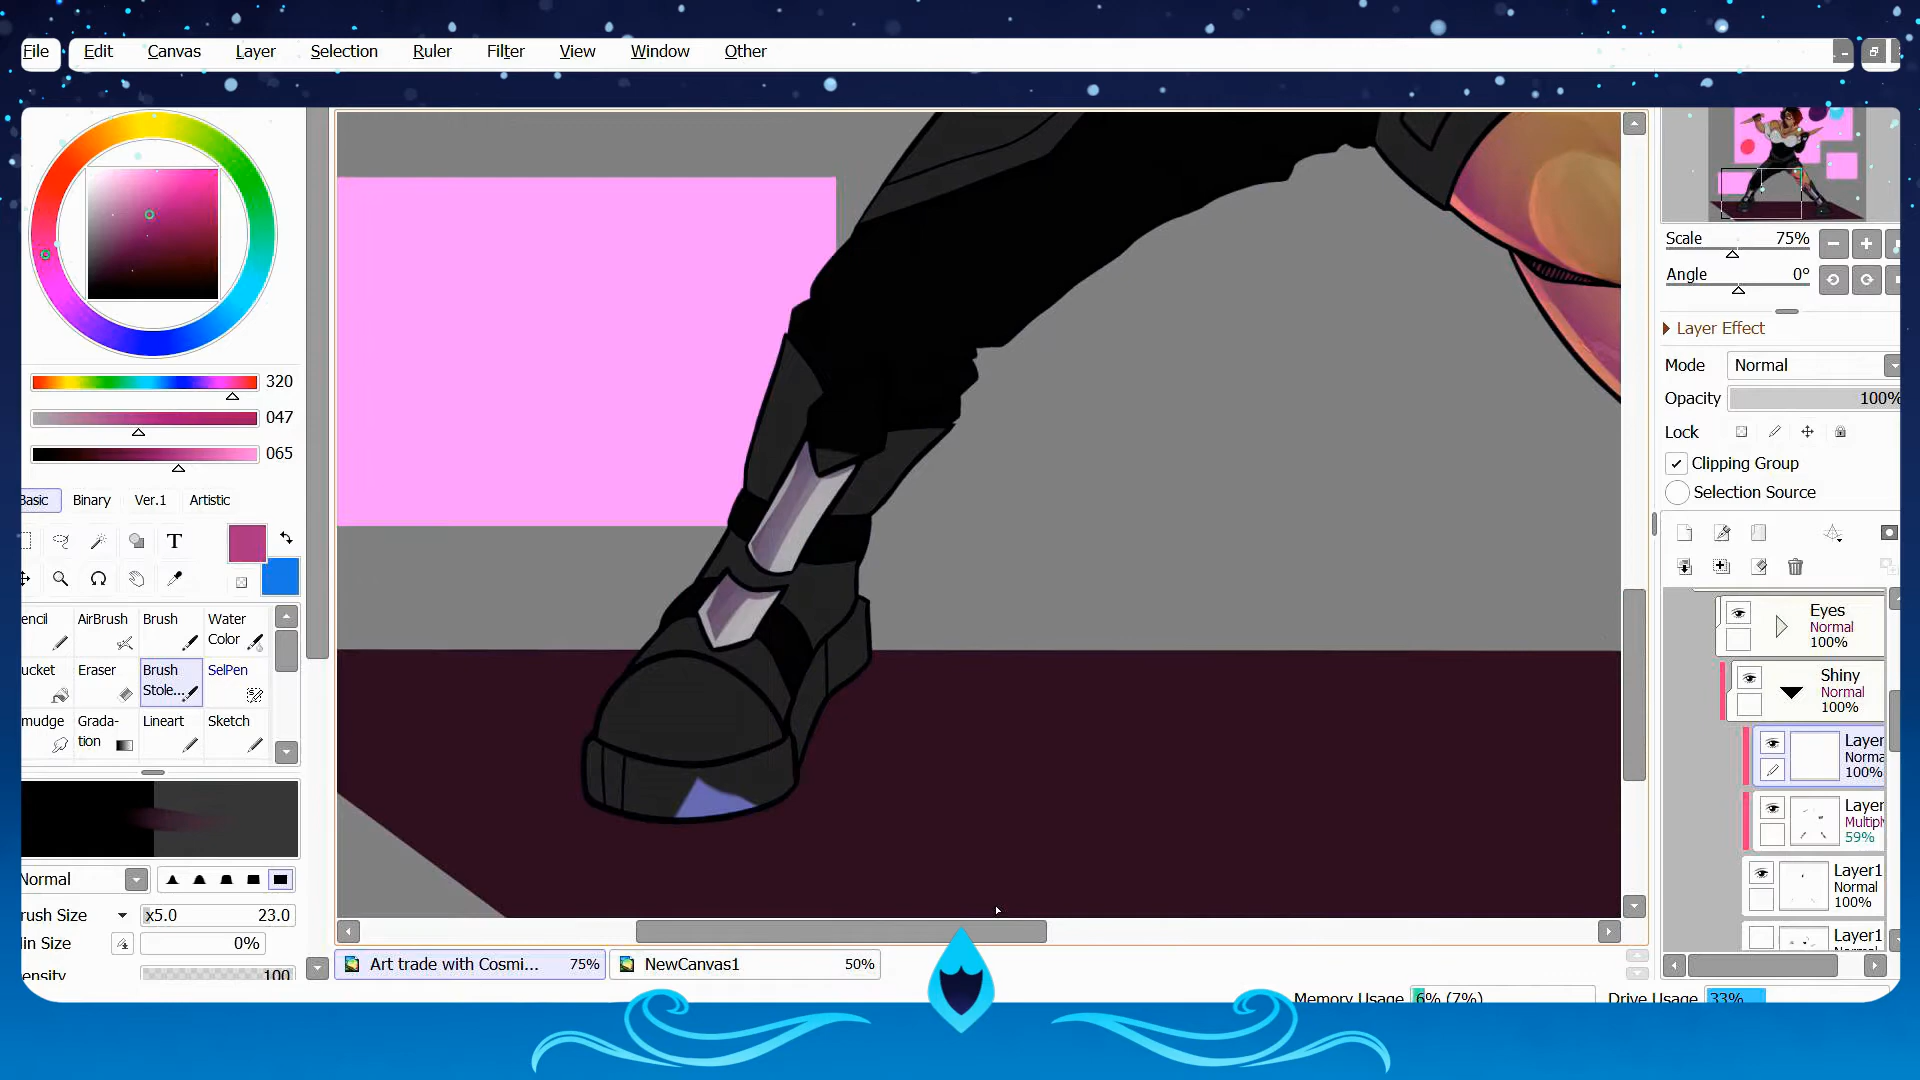 File Edit Canvas Layer Selection Ruler Filter View Window Other
Scale 75%
Angle 0°
Layer Effect
Mode Normal
Opacity 100%
Lock
Clipping Group
Selection Source
320
047
065
Basic Binary Ver.1 Artistic
T
encil AirBrush Brush Water Color
ucket Eraser Brush Stole... SelPen
mudge Grada-tion Lineart Sketch
Normal
rush Size x5.0 23.0
in Size 0%
ensity 100
Eyes
Normal
100%
Shiny
Normal
100%
Layer
Norma
100%
Layer
Multipl
59%
Layer1
Normal
100%
Layer1
Art trade with Cosmi... 75% NewCanvas1 50%
Memory Usage 6% (7%) Drive Usage 33%